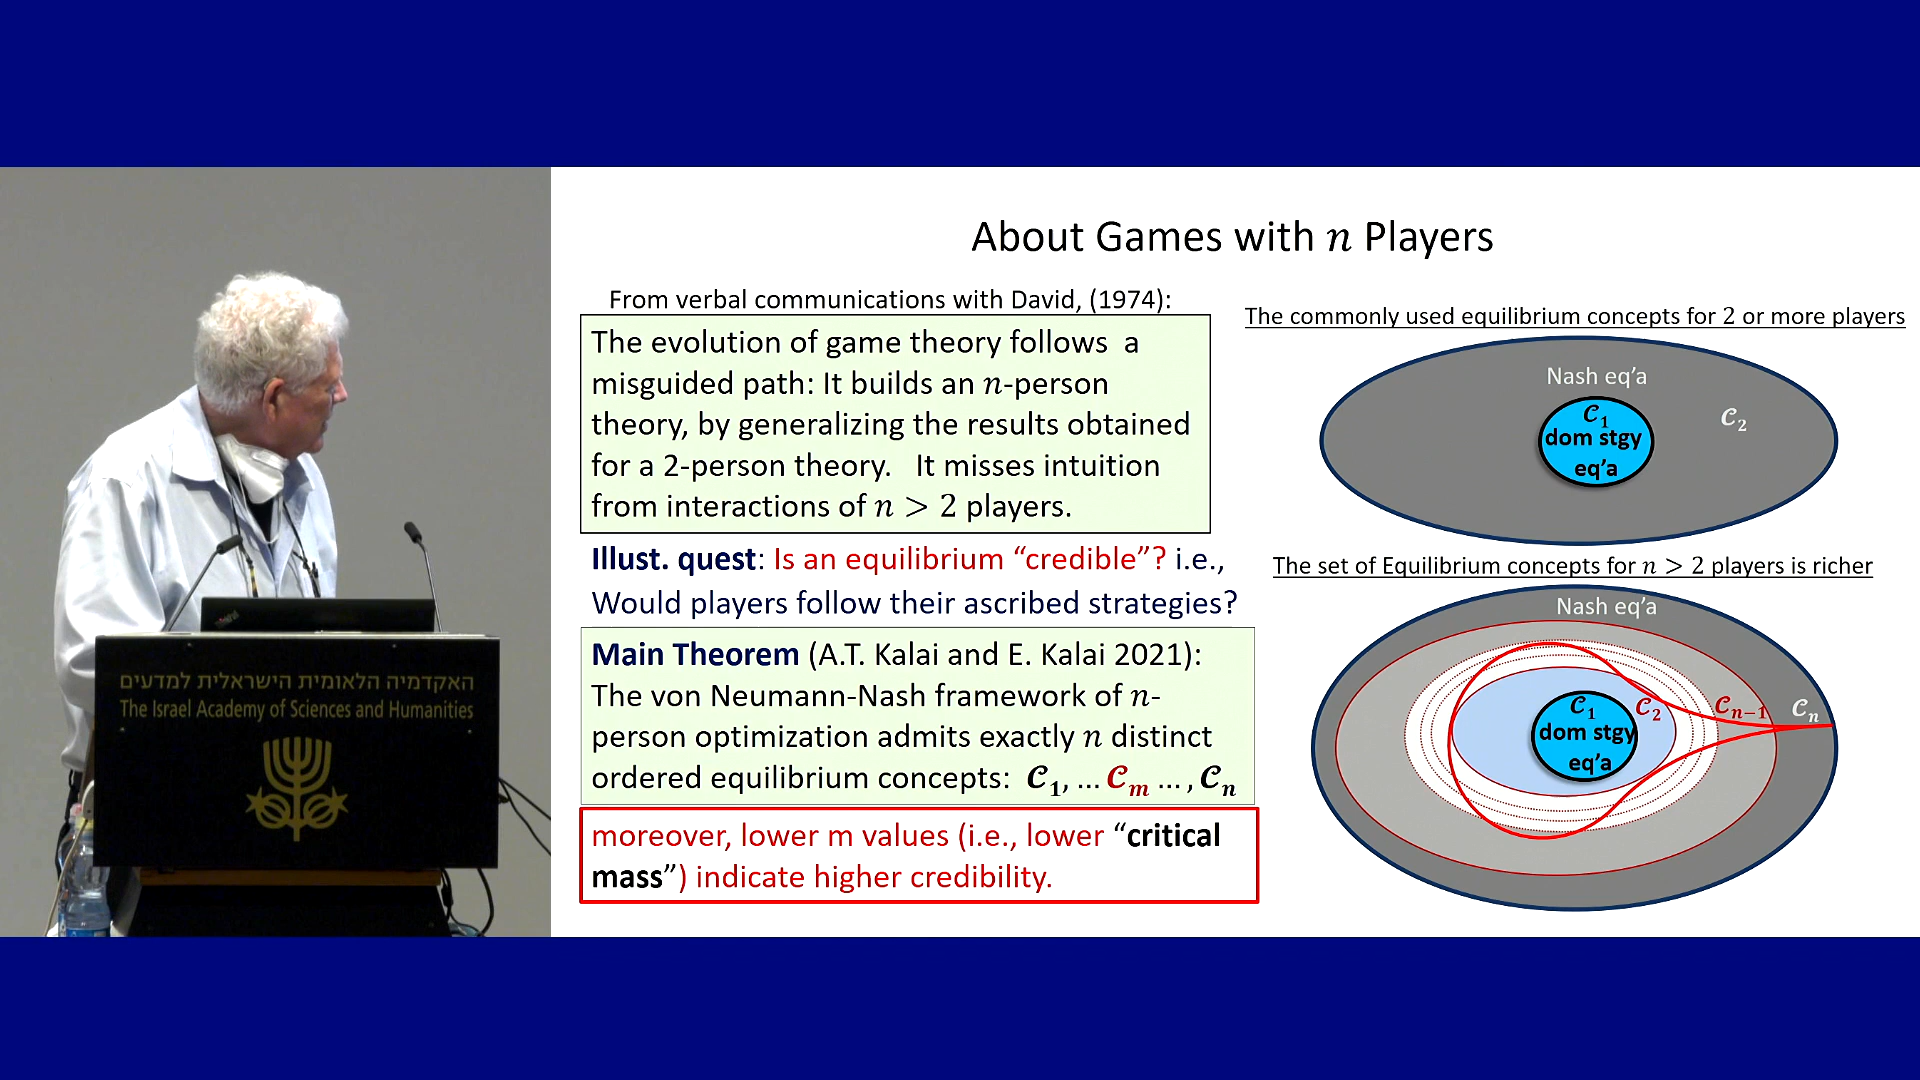 About Games with n Players
From verbal communications with David, (1974):
The evolution of game theory follows a
misguided path: It builds an n-person
theory, by generalizing the results obtained
for a 2-person theory. It misses intuition
from interactions of n > 2 players.
Illust. quest: Is an equilibrium “credible”? i.e.,
Would players follow their ascribed strategies?
Main Theorem (A.T. Kalai and E. Kalai 2021):
The von Neumann-Nash framework of n-
person optimization admits exactly n distinct
ordered equilibrium concepts: 𝓒₁, ... 𝓒ₘ ... , 𝓒ₙ
moreover, lower m values (i.e., lower “critical
mass”) indicate higher credibility.
The commonly used equilibrium concepts for 2 or more players
Nash eq’a
𝓒₁
𝓒₂
dom stgy
eq’a
The set of Equilibrium concepts for n > 2 players is richer
Nash eq’a
𝓒₁ 𝓒₂ 𝓒ₙ₋₁ 𝓒ₙ
dom stgy
eq’a
האקדמיה הלאומית הישראלית למדעים
The Israel Academy of Sciences and Humanities